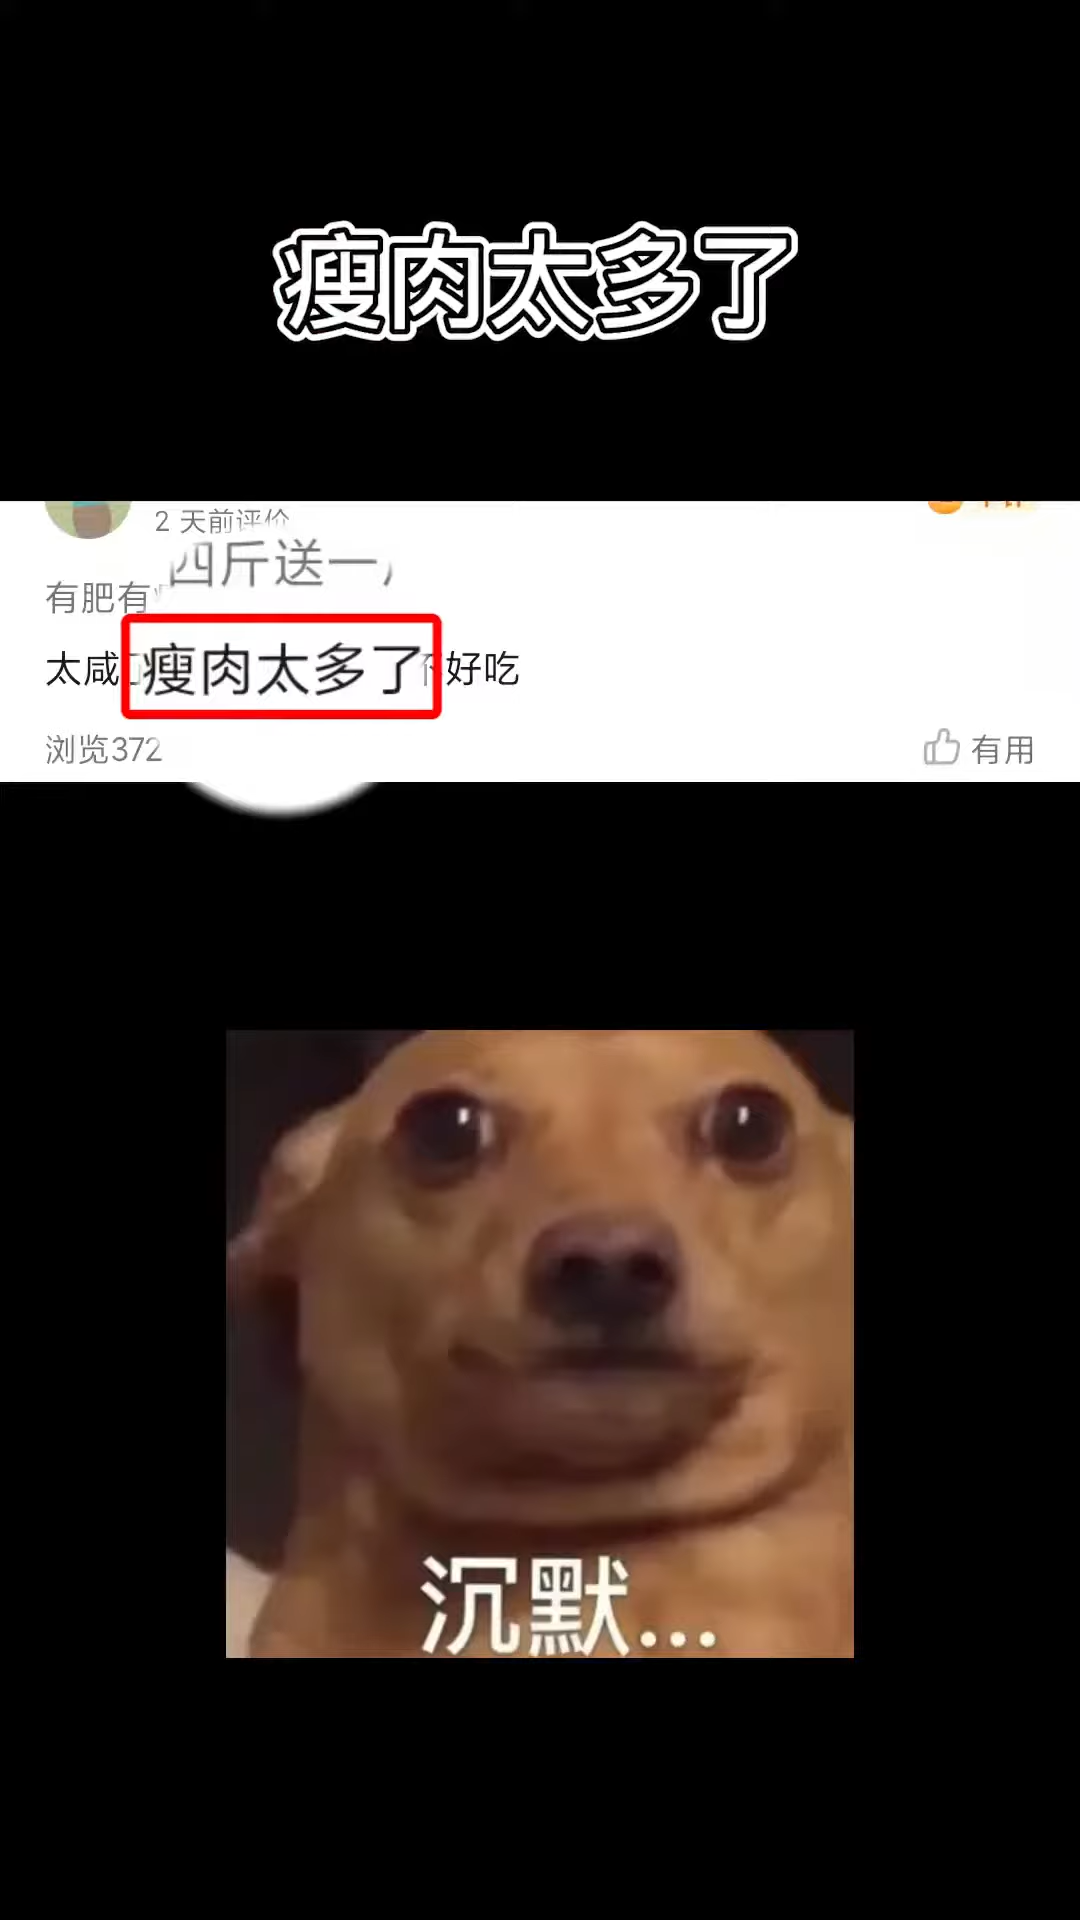 瘦肉太多了
2 天前评价
四斤送一
有肥有
太咸
瘦肉太多了
好吃
浏览372
有用
沉默...